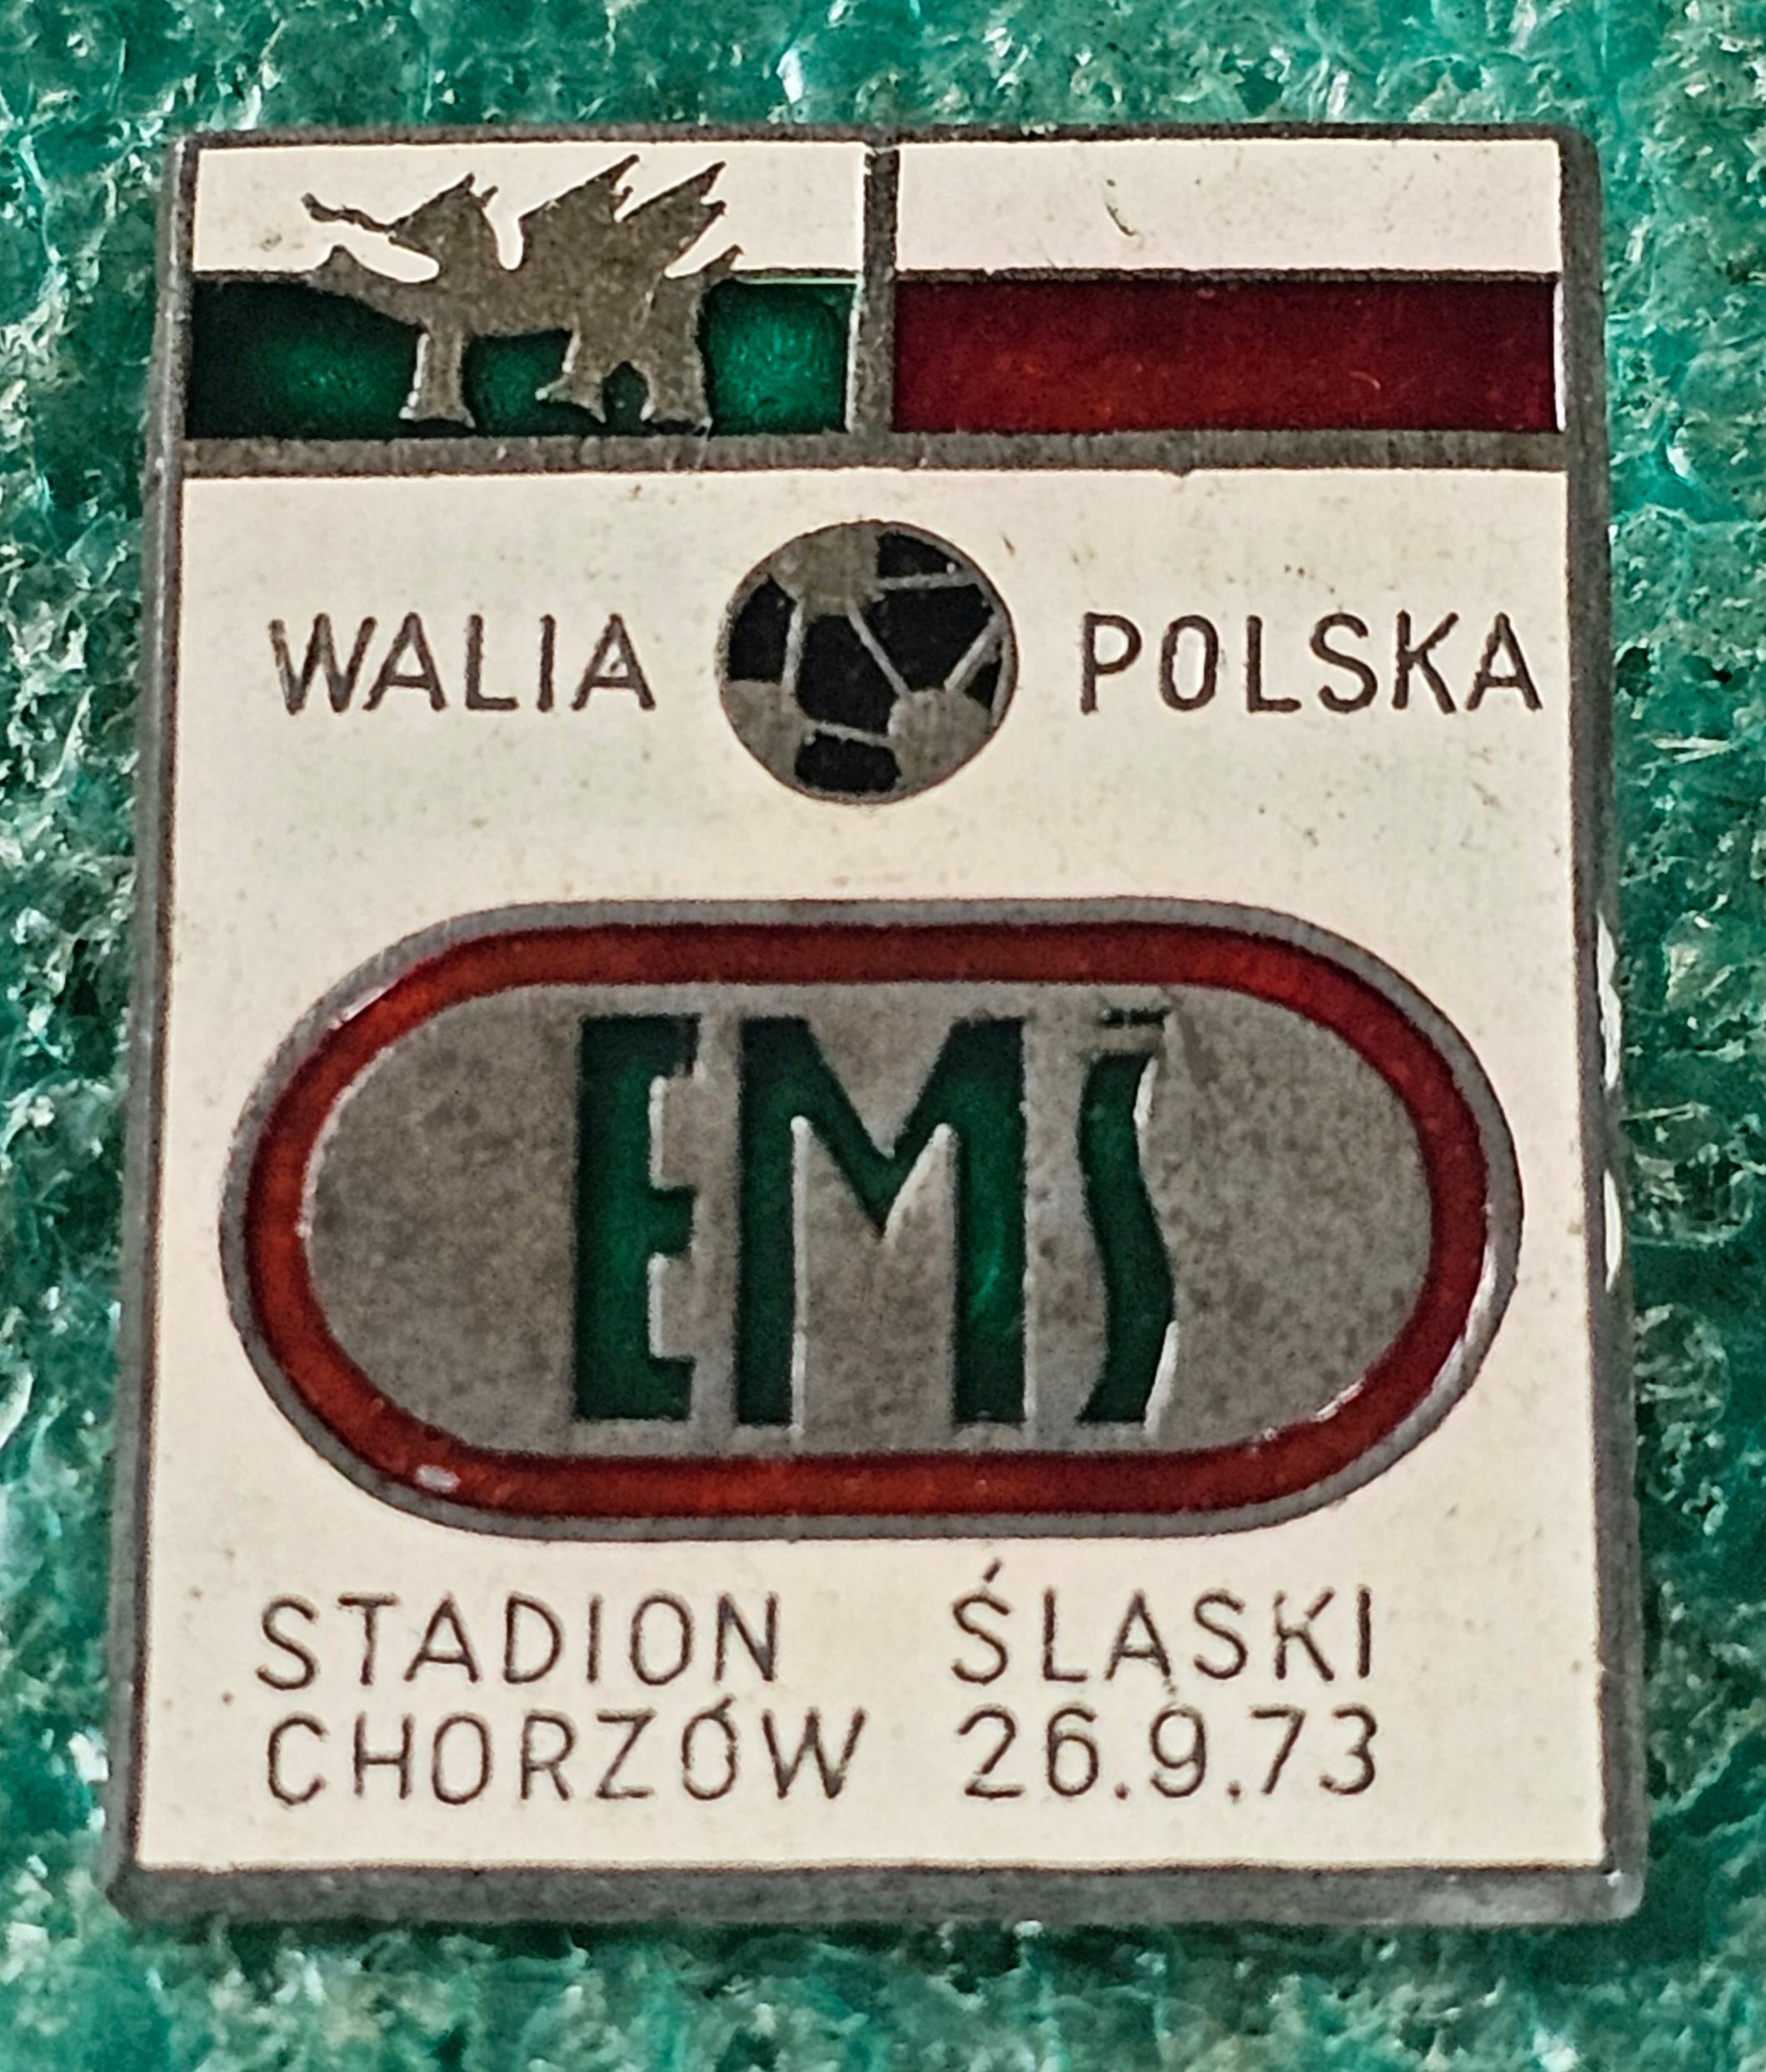 WALIA POLSKA
EMŚ
STADION ŚLĄSKI
CHORZÓW 26.9.73